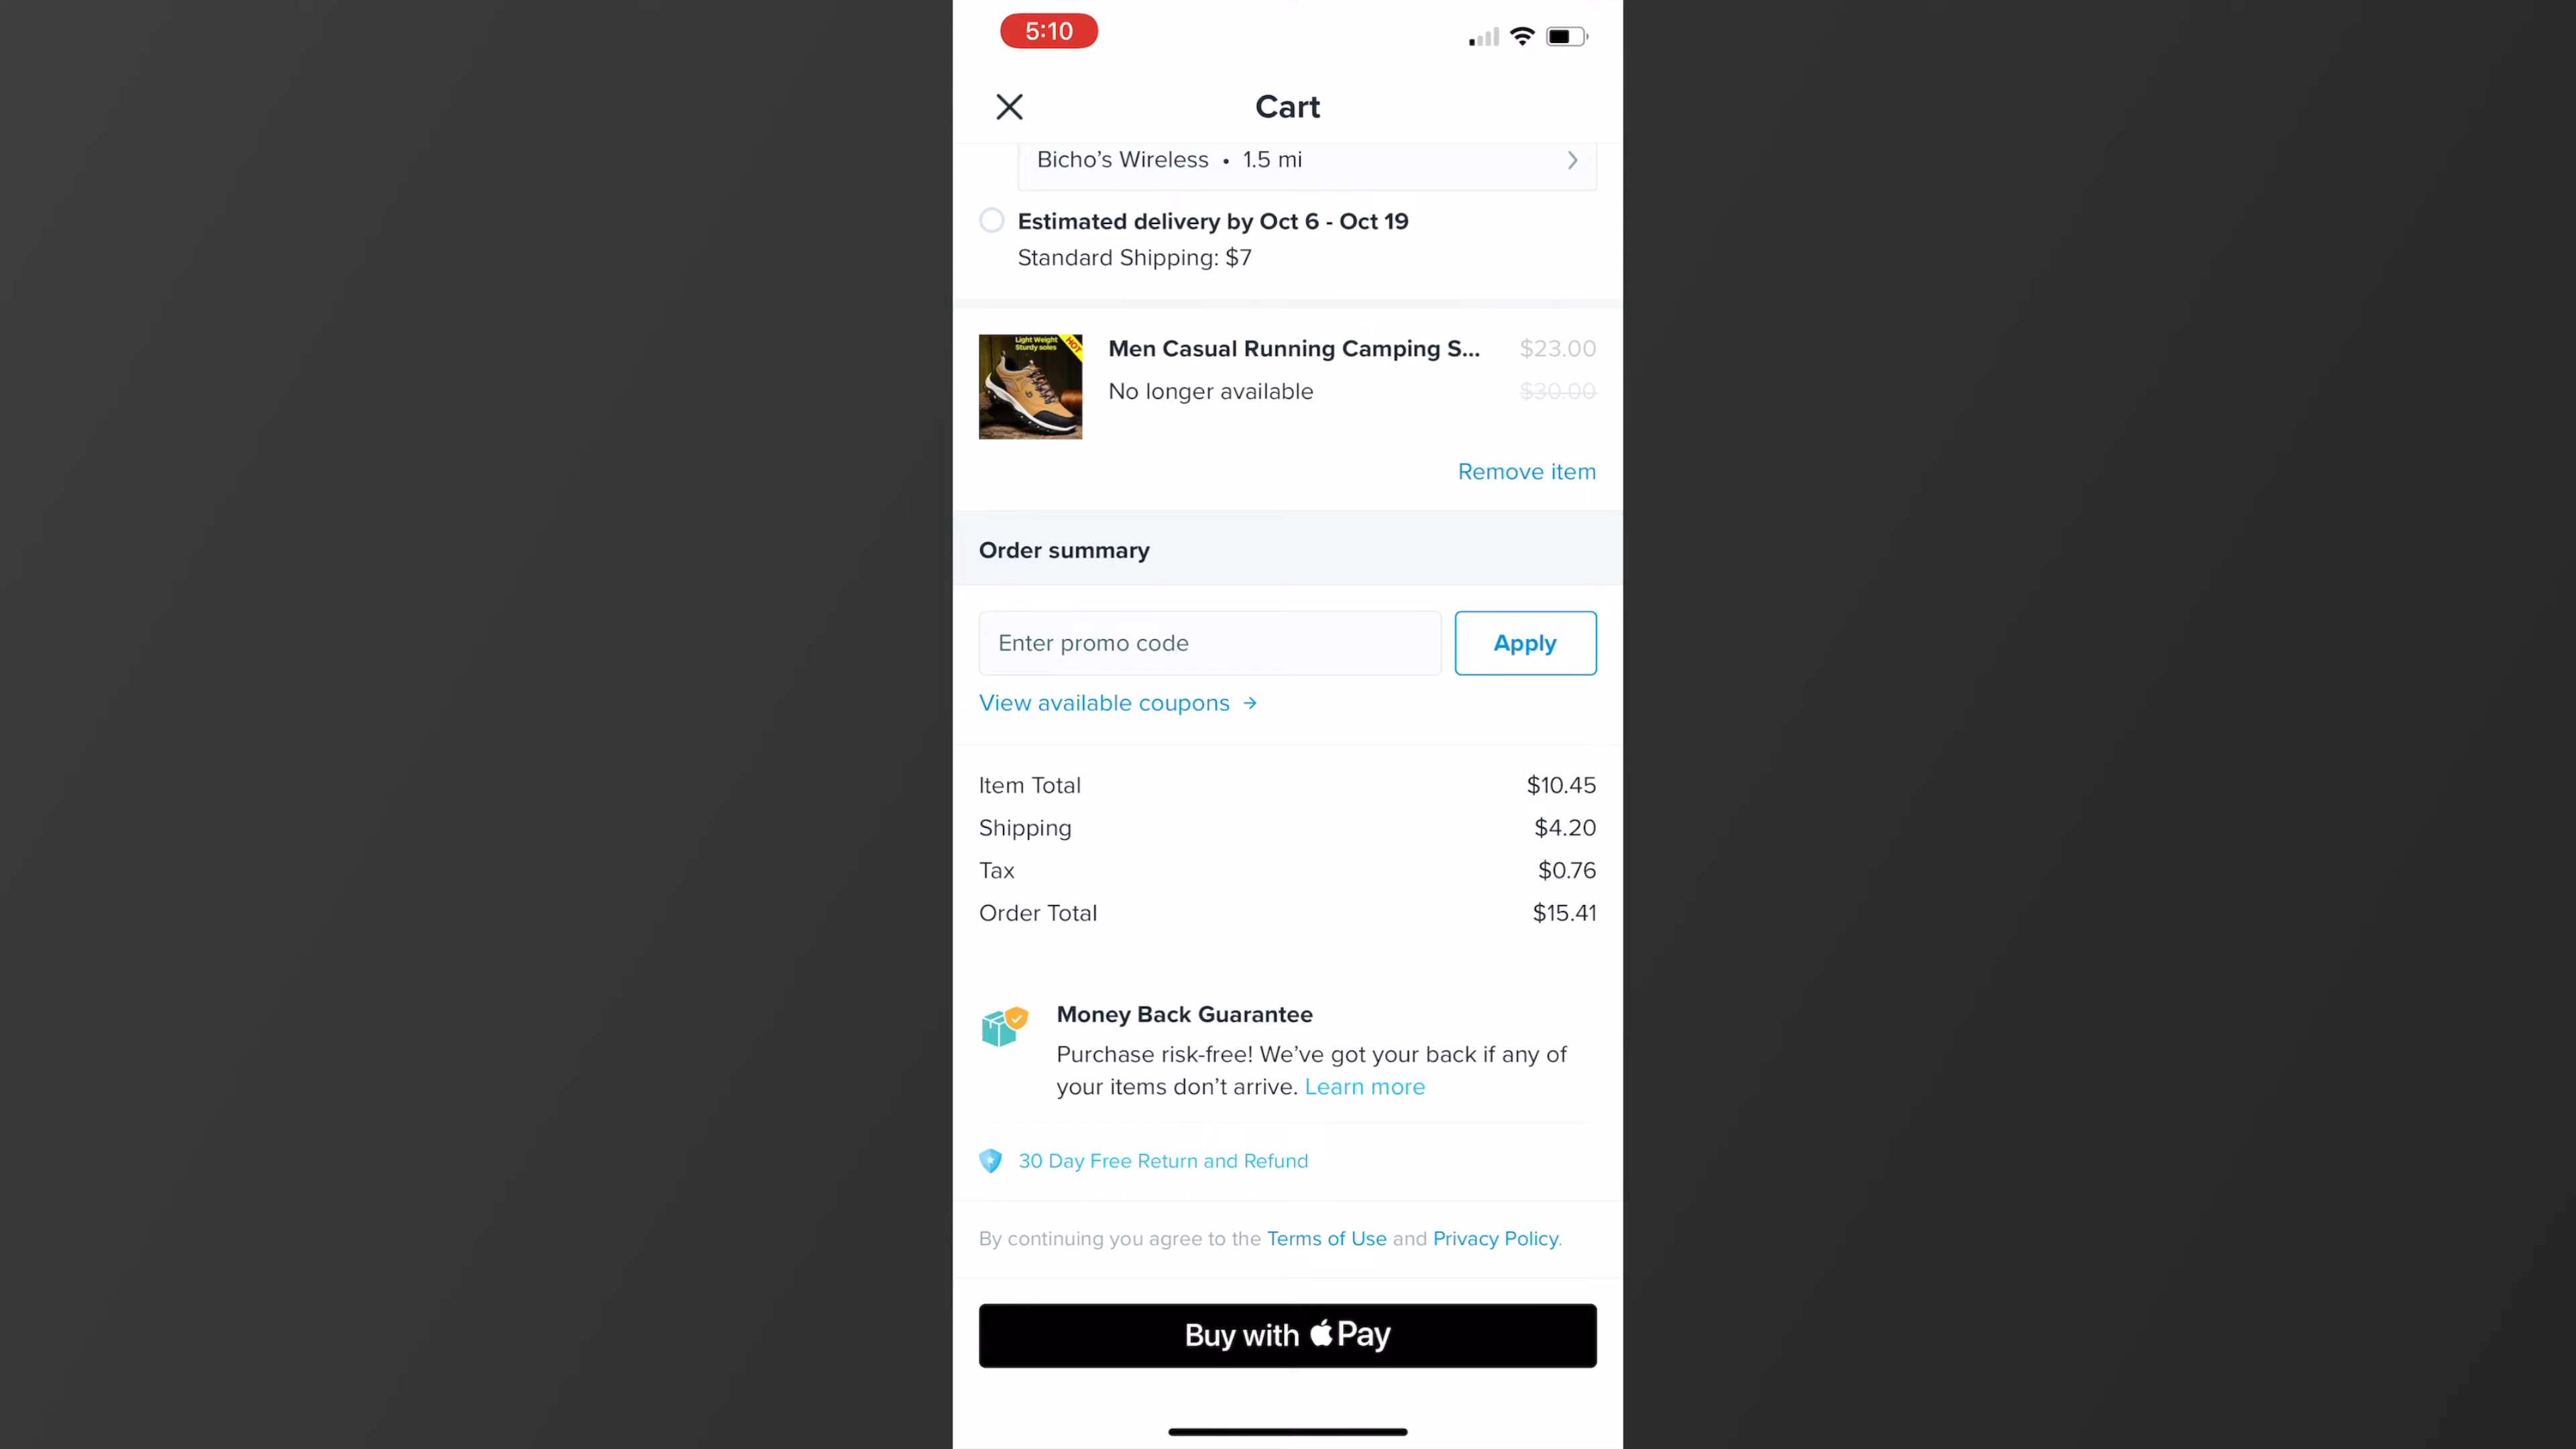 5:10
Cart
Bicho’s Wireless • 1.5 mi
Estimated delivery by Oct 6 - Oct 19
Standard Shipping: $7
Light Weight
Sturdy soles
HOT
Men Casual Running Camping S... $23.00
No longer available $30.00
Remove item
Order summary
Enter promo code Apply
View available coupons →
Item Total $10.45
Shipping $4.20
Tax $0.76
Order Total $15.41
Money Back Guarantee
Purchase risk-free! We’ve got your back if any of
your items don’t arrive. Learn more
30 Day Free Return and Refund
By continuing you agree to the Terms of Use and Privacy Policy.
Buy with Pay